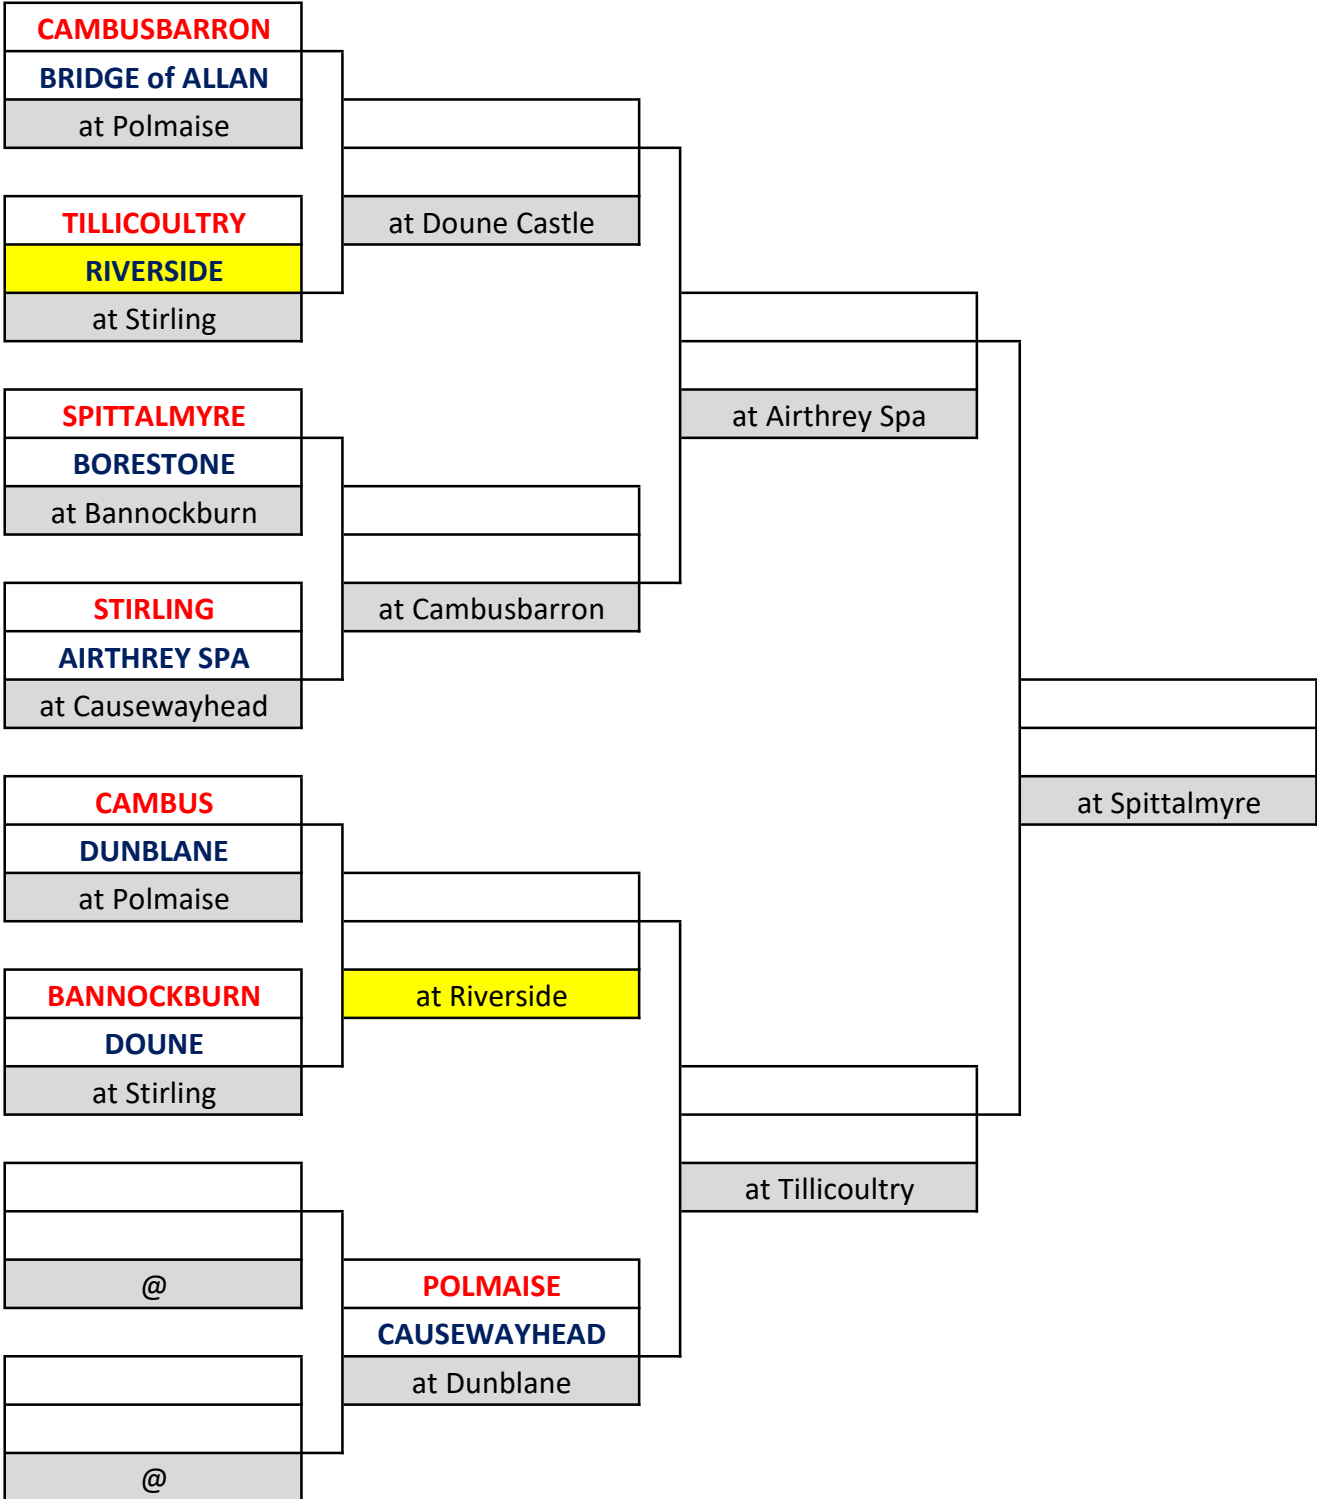 CAMBUSBARRON
BRIDGE of ALLAN
at Polmaise
TILLICOULTRY
RIVERSIDE
at Stirling
SPITTALMYRE
BORESTONE
at Bannockburn
STIRLING
AIRTHREY SPA
at Causewayhead
CAMBUS
DUNBLANE
at Polmaise
BANNOCKBURN
DOUNE
at Stirling
@
@
at Doune Castle
at Cambusbarron
at Riverside
POLMAISE
CAUSEWAYHEAD
at Dunblane
at Airthrey Spa
at Tillicoultry
at Spittalmyre